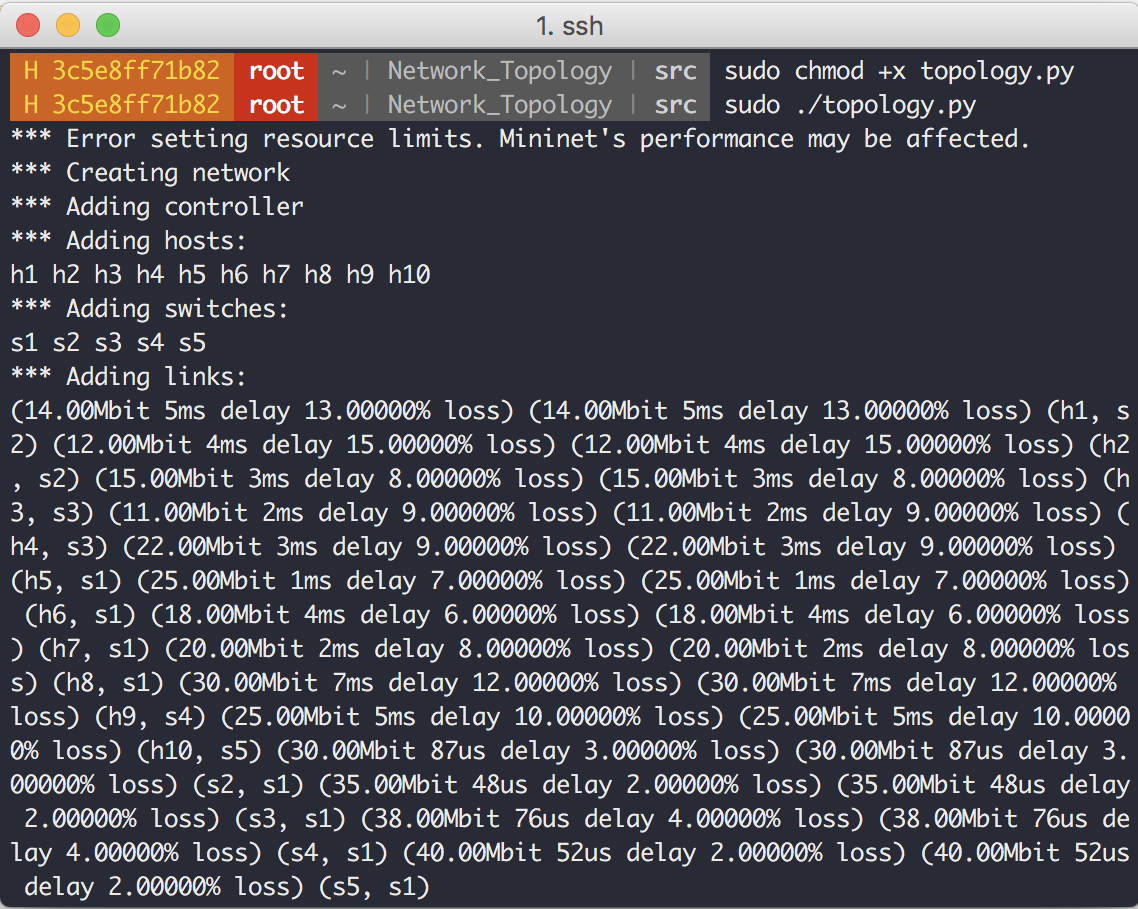 1. ssh
H 3c5e8ff71b82 root ~ | Network_Topology | src sudo chmod +x topology.py
H 3c5e8ff71b82 root ~ | Network_Topology | src sudo ./topology.py
*** Error setting resource limits. Mininet's performance may be affected.
*** Creating network
*** Adding controller
*** Adding hosts:
h1 h2 h3 h4 h5 h6 h7 h8 h9 h10
*** Adding switches:
s1 s2 s3 s4 s5
*** Adding links:
(14.00Mbit 5ms delay 13.00000% loss) (14.00Mbit 5ms delay 13.00000% loss) (h1, s
2) (12.00Mbit 4ms delay 15.00000% loss) (12.00Mbit 4ms delay 15.00000% loss) (h2
, s2) (15.00Mbit 3ms delay 8.00000% loss) (15.00Mbit 3ms delay 8.00000% loss) (h
3, s3) (11.00Mbit 2ms delay 9.00000% loss) (11.00Mbit 2ms delay 9.00000% loss) (
h4, s3) (22.00Mbit 3ms delay 9.00000% loss) (22.00Mbit 3ms delay 9.00000% loss)
(h5, s1) (25.00Mbit 1ms delay 7.00000% loss) (25.00Mbit 1ms delay 7.00000% loss)
 (h6, s1) (18.00Mbit 4ms delay 6.00000% loss) (18.00Mbit 4ms delay 6.00000% loss
) (h7, s1) (20.00Mbit 2ms delay 8.00000% loss) (20.00Mbit 2ms delay 8.00000% los
s) (h8, s1) (30.00Mbit 7ms delay 12.00000% loss) (30.00Mbit 7ms delay 12.00000%
loss) (h9, s4) (25.00Mbit 5ms delay 10.00000% loss) (25.00Mbit 5ms delay 10.0000
0% loss) (h10, s5) (30.00Mbit 87us delay 3.00000% loss) (30.00Mbit 87us delay 3.
00000% loss) (s2, s1) (35.00Mbit 48us delay 2.00000% loss) (35.00Mbit 48us delay
 2.00000% loss) (s3, s1) (38.00Mbit 76us delay 4.00000% loss) (38.00Mbit 76us de
lay 4.00000% loss) (s4, s1) (40.00Mbit 52us delay 2.00000% loss) (40.00Mbit 52us
 delay 2.00000% loss) (s5, s1)